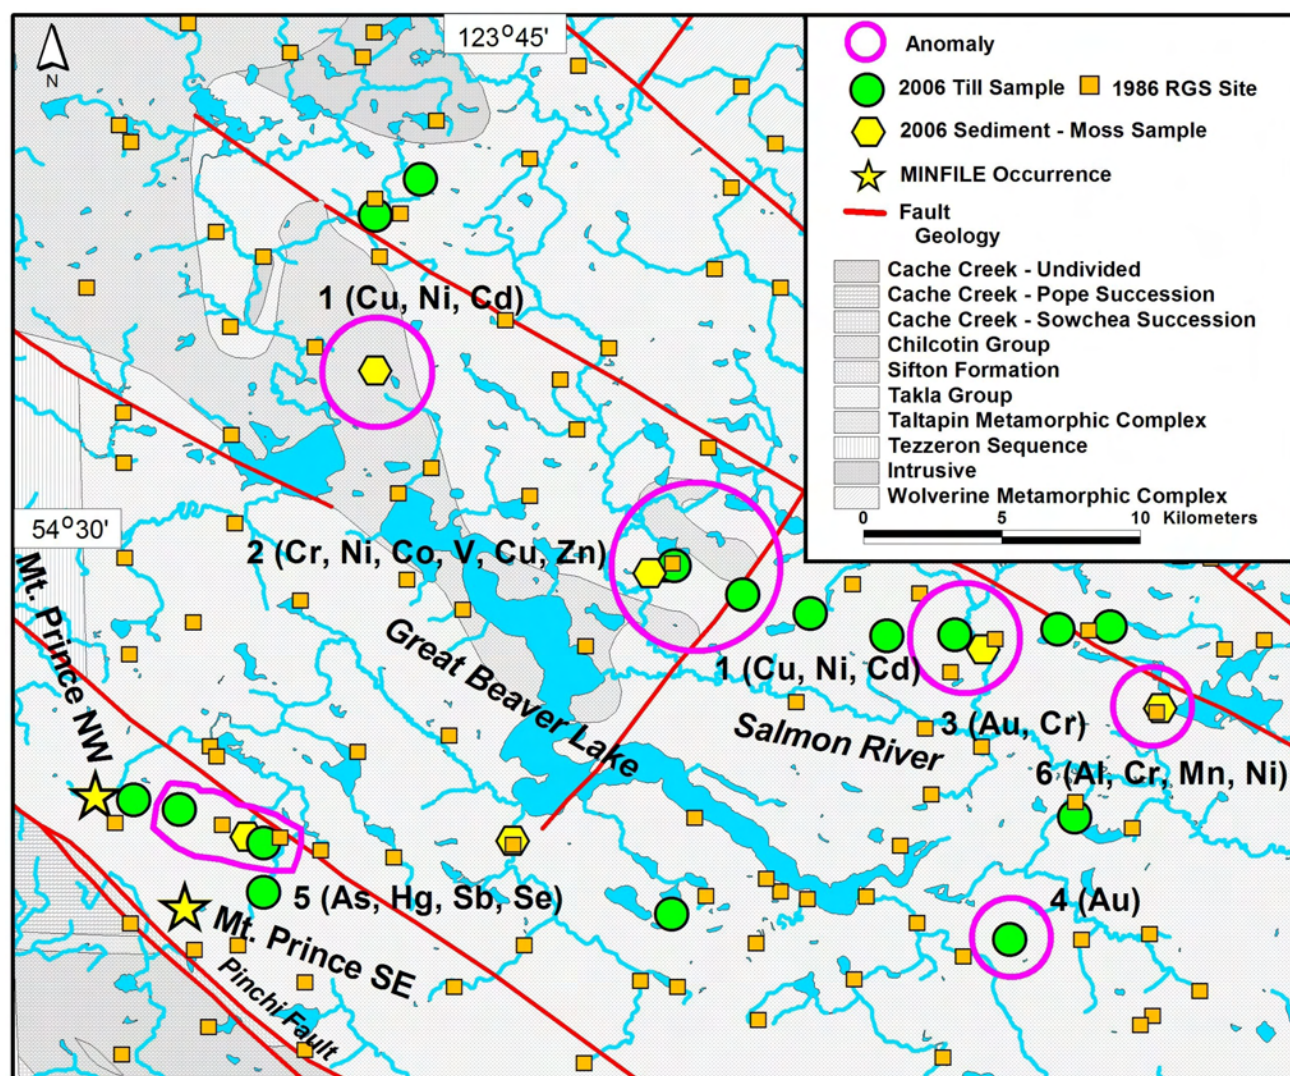 123°45'
N
Anomaly
2006 Till Sample
1986 RGS Site
2006 Sediment - Moss Sample
MINFILE Occurrence
Fault
Geology
Cache Creek - Undivided
Cache Creek - Pope Succession
Cache Creek - Sowchea Succession
Chilcotin Group
Sifton Formation
Takla Group
Taltapin Metamorphic Complex
Tezzeron Sequence
Intrusive
Wolverine Metamorphic Complex
0 5 10 Kilometers
1 (Cu, Ni, Cd)
54°30'
2 (Cr, Ni, Co, V, Cu, Zn)
Mt. Prince NW
Great Beaver Lake
1 (Cu, Ni, Cd)
Salmon River
3 (Au, Cr)
6 (Al, Cr, Mn, Ni)
5 (As, Hg, Sb, Se)
4 (Au)
Mt. Prince SE
Pinchi Fault